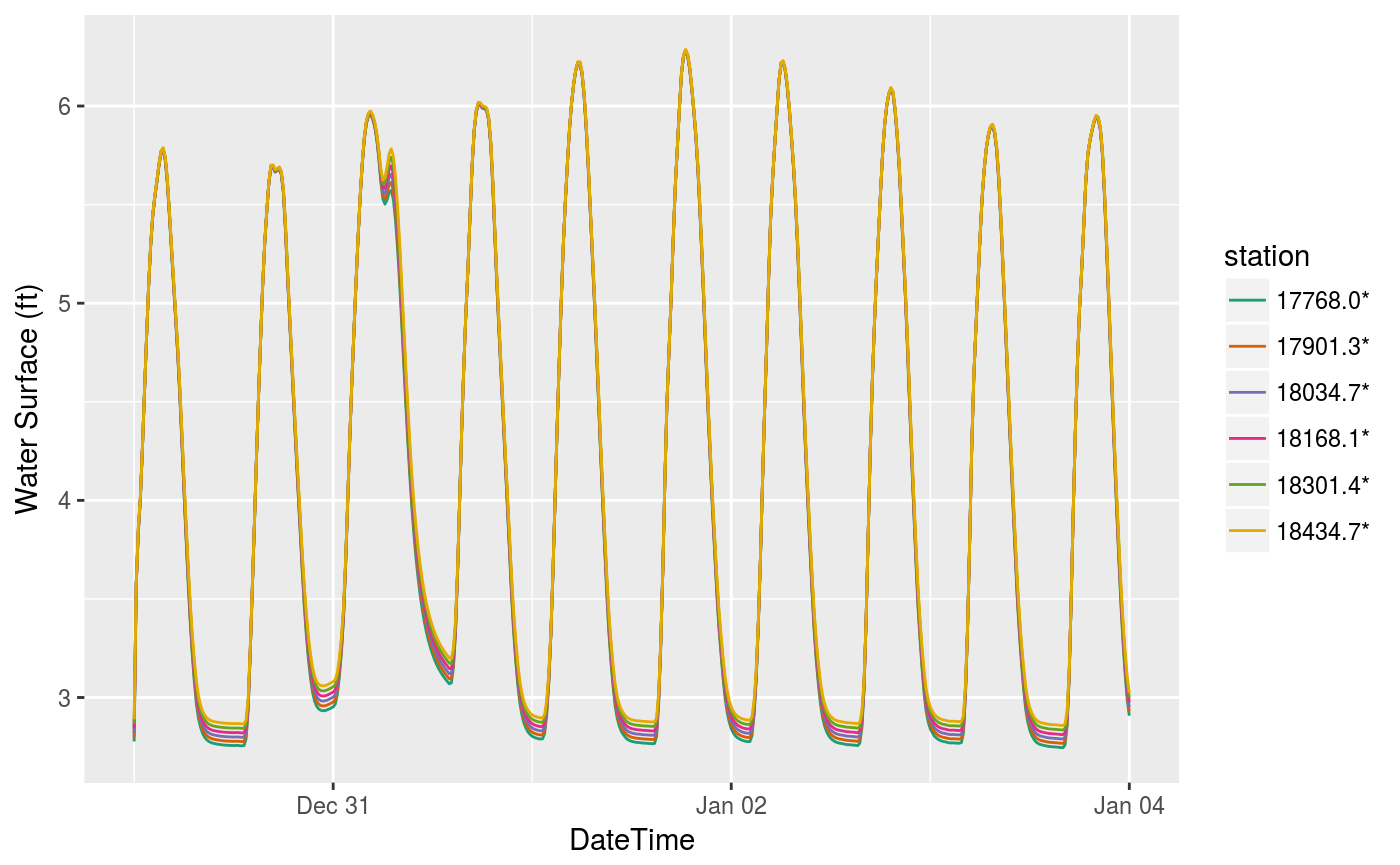 Water Surface (ft)
6
5
4
3
Dec 31
Jan 02
Jan 04
DateTime
station
17768.0*
17901.3*
18034.7*
18168.1*
18301.4*
18434.7*